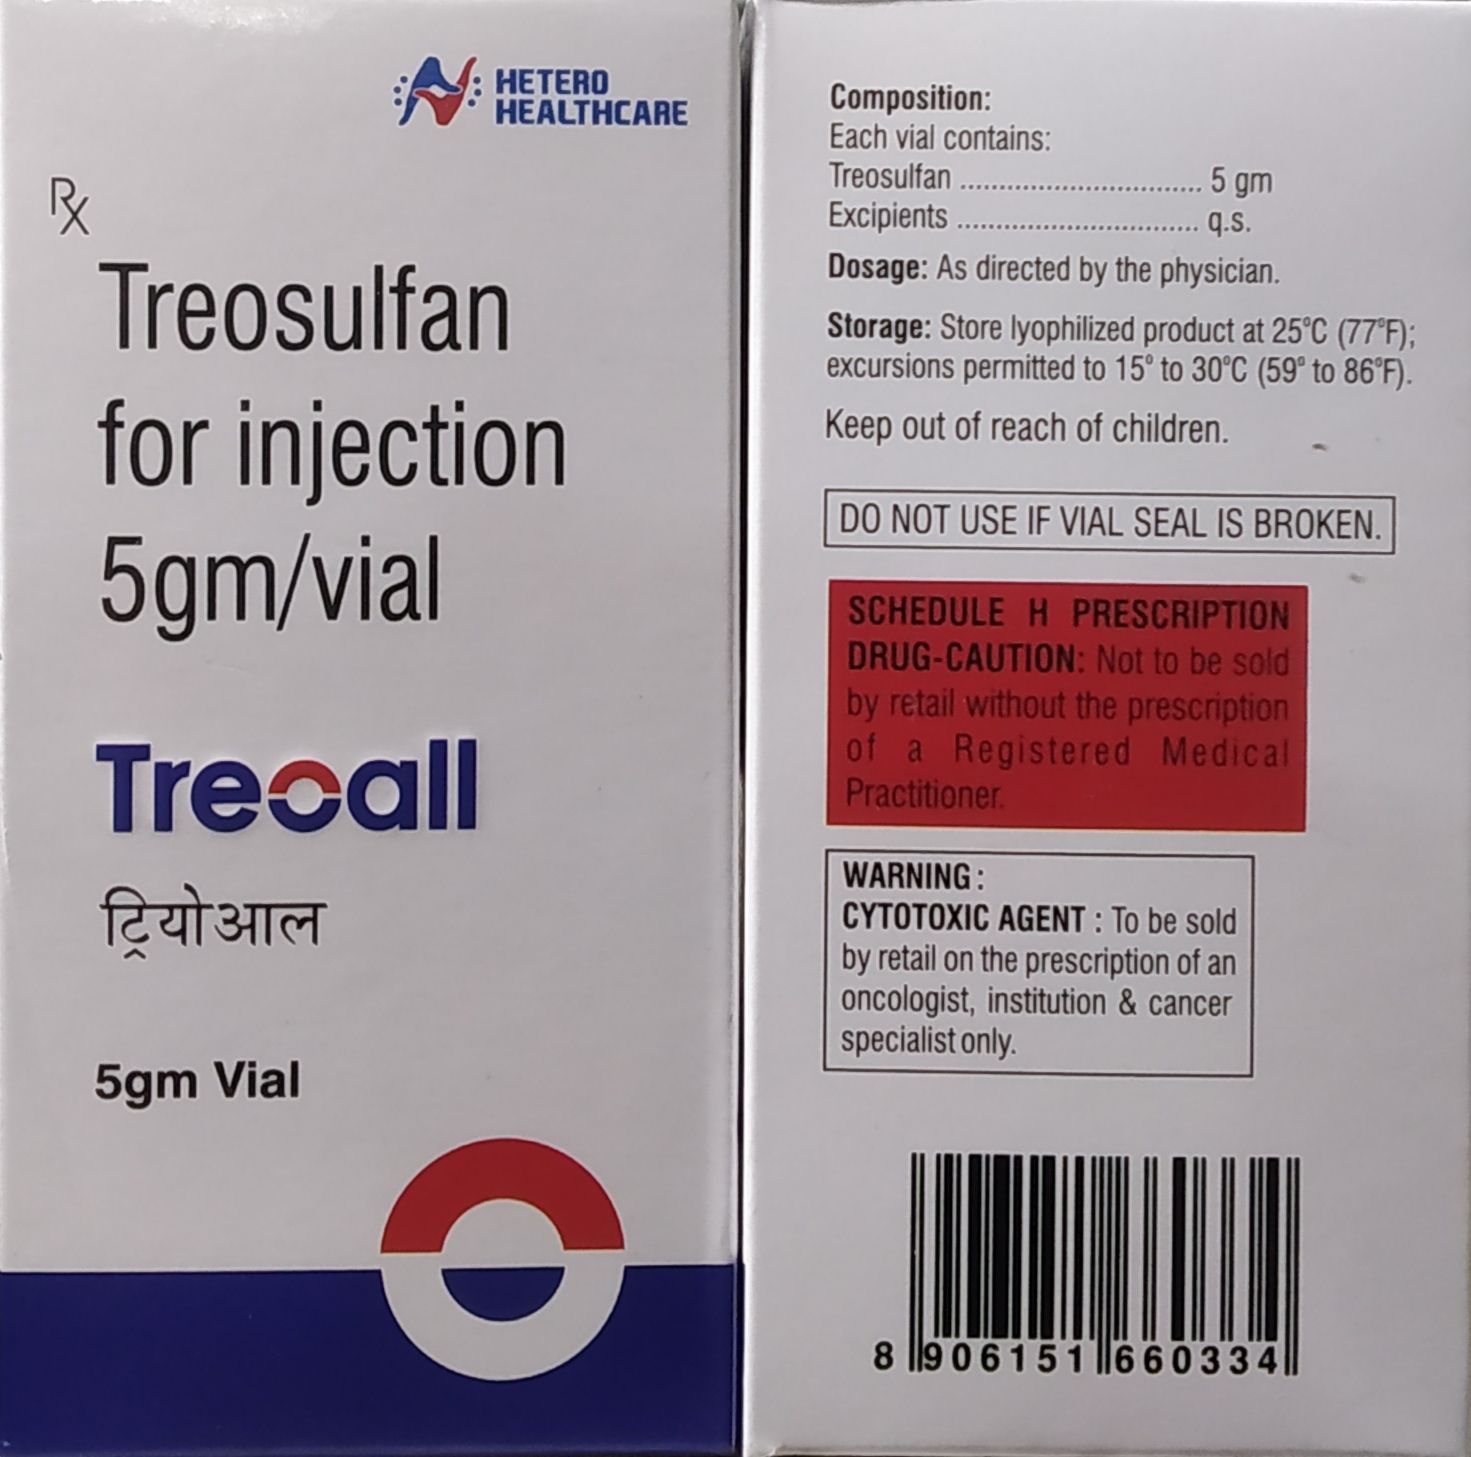 HETERO
HEALTHCARE
Rx
Treosulfan
for injection
5gm/vial
Treoall
ट्रियोआल
5gm Vial
Composition:
Each vial contains:
Treosulfan ............................... 5 gm
Excipients ............................... q.s.
Dosage: As directed by the physician.
Storage: Store lyophilized product at 25°C (77°F);
excursions permitted to 15° to 30°C (59° to 86°F).
Keep out of reach of children.
DO NOT USE IF VIAL SEAL IS BROKEN.
SCHEDULE H PRESCRIPTION
DRUG-CAUTION: Not to be sold
by retail without the prescription
of a Registered Medical
Practitioner.
WARNING :
CYTOTOXIC AGENT : To be sold
by retail on the prescription of an
oncologist, institution & cancer
specialist only.
8 906151 660334